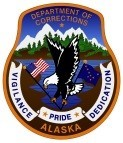 DEPARTMENT OF
CORRECTIONS
VIGILANCE
PRIDE
DEDICATION
ALASKA